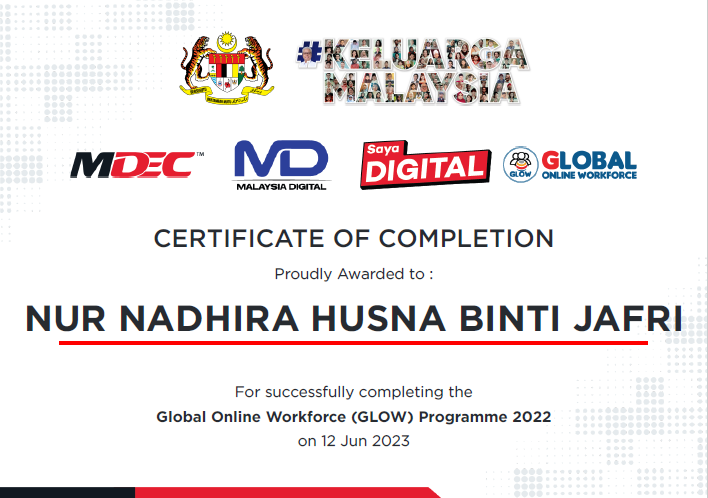 #KELUARGA
MALAYSIA
MDEC™
MD
MALAYSIA DIGITAL
Saya
DIGITAL
GLOW
GLOBAL
ONLINE WORKFORCE
CERTIFICATE OF COMPLETION
Proudly Awarded to :
NUR NADHIRA HUSNA BINTI JAFRI
For successfully completing the
Global Online Workforce (GLOW) Programme 2022
on 12 Jun 2023